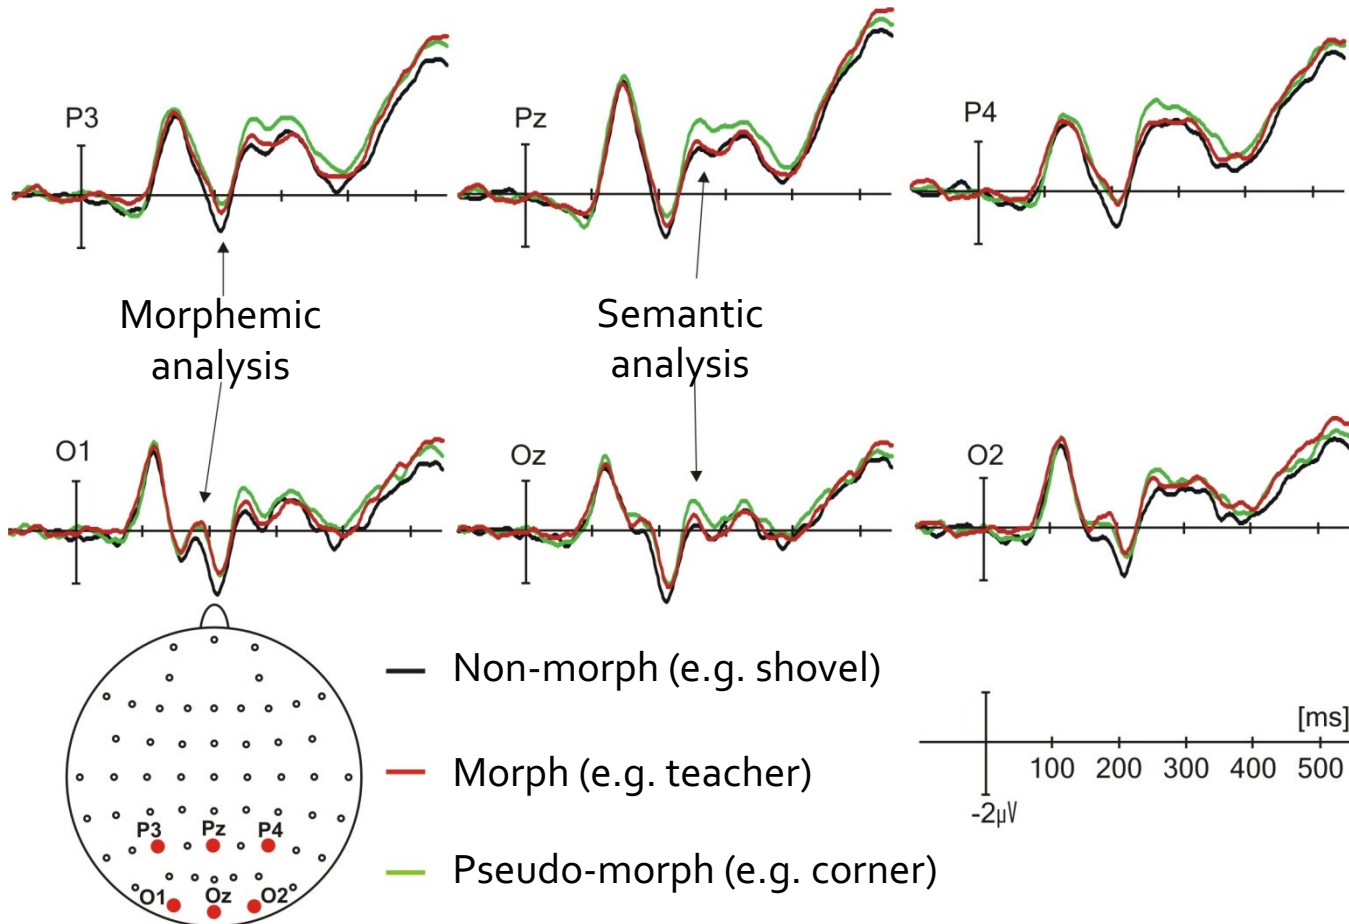 P3
Pz
P4
Morphemic
analysis
Semantic
analysis
O1
Oz
O2
Non-morph (e.g. shovel)
Morph (e.g. teacher)
Pseudo-morph (e.g. corner)
[ms]
100 200 300 400 500
-2µV
P3 Pz P4
O1 Oz O2